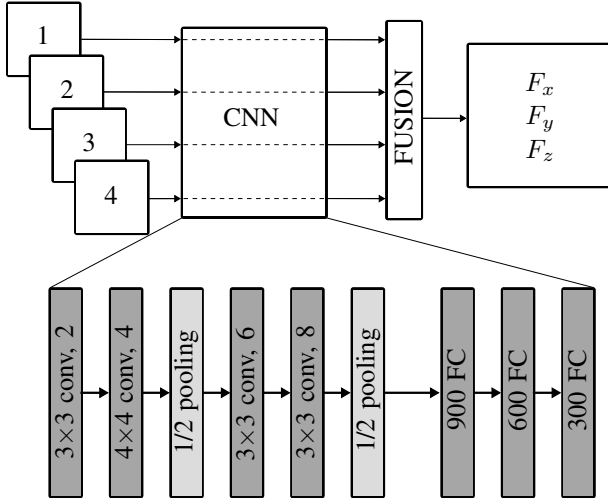 1
2
3
4
CNN
FUSION
F_x
F_y
F_z
3×3 conv, 2
4×4 conv, 4
1/2 pooling
3×3 conv, 6
3×3 conv, 8
1/2 pooling
900 FC
600 FC
300 FC